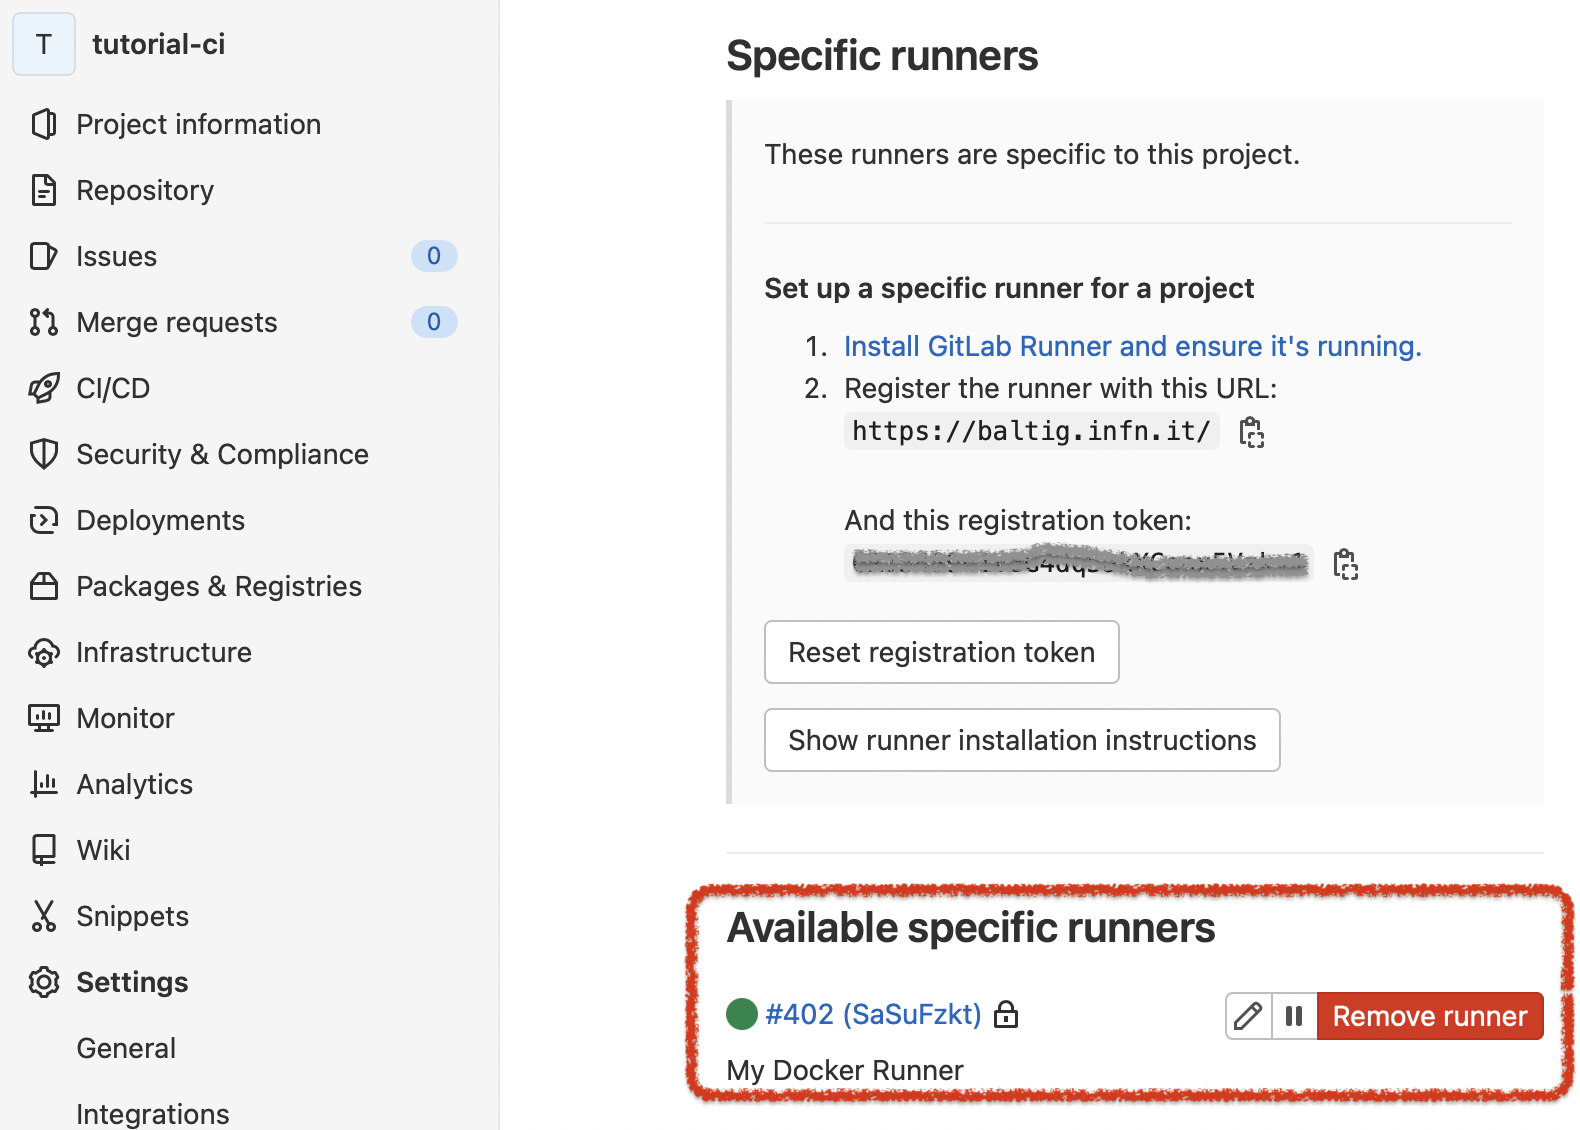 T
tutorial-ci
Project information
Repository
Issues 0
Merge requests 0
CI/CD
Security & Compliance
Deployments
Packages & Registries
Infrastructure
Monitor
Analytics
Wiki
Snippets
Settings
General
Integrations
Specific runners
These runners are specific to this project.
Set up a specific runner for a project
1. Install GitLab Runner and ensure it's running.
2. Register the runner with this URL:
https://baltig.infn.it/
And this registration token:
Reset registration token
Show runner installation instructions
Available specific runners
#402 (SaSuFzkt)
Remove runner
My Docker Runner